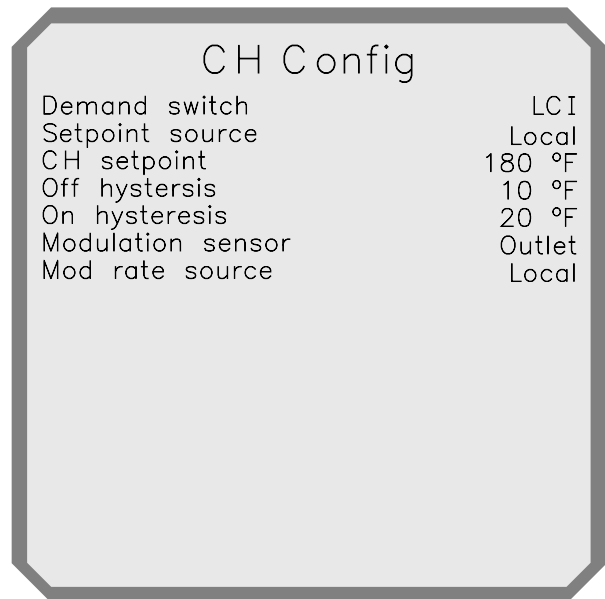 CH Config
Demand switch LCI
Setpoint source Local
CH setpoint 180 °F
Off hystersis 10 °F
On hysteresis 20 °F
Modulation sensor Outlet
Mod rate source Local